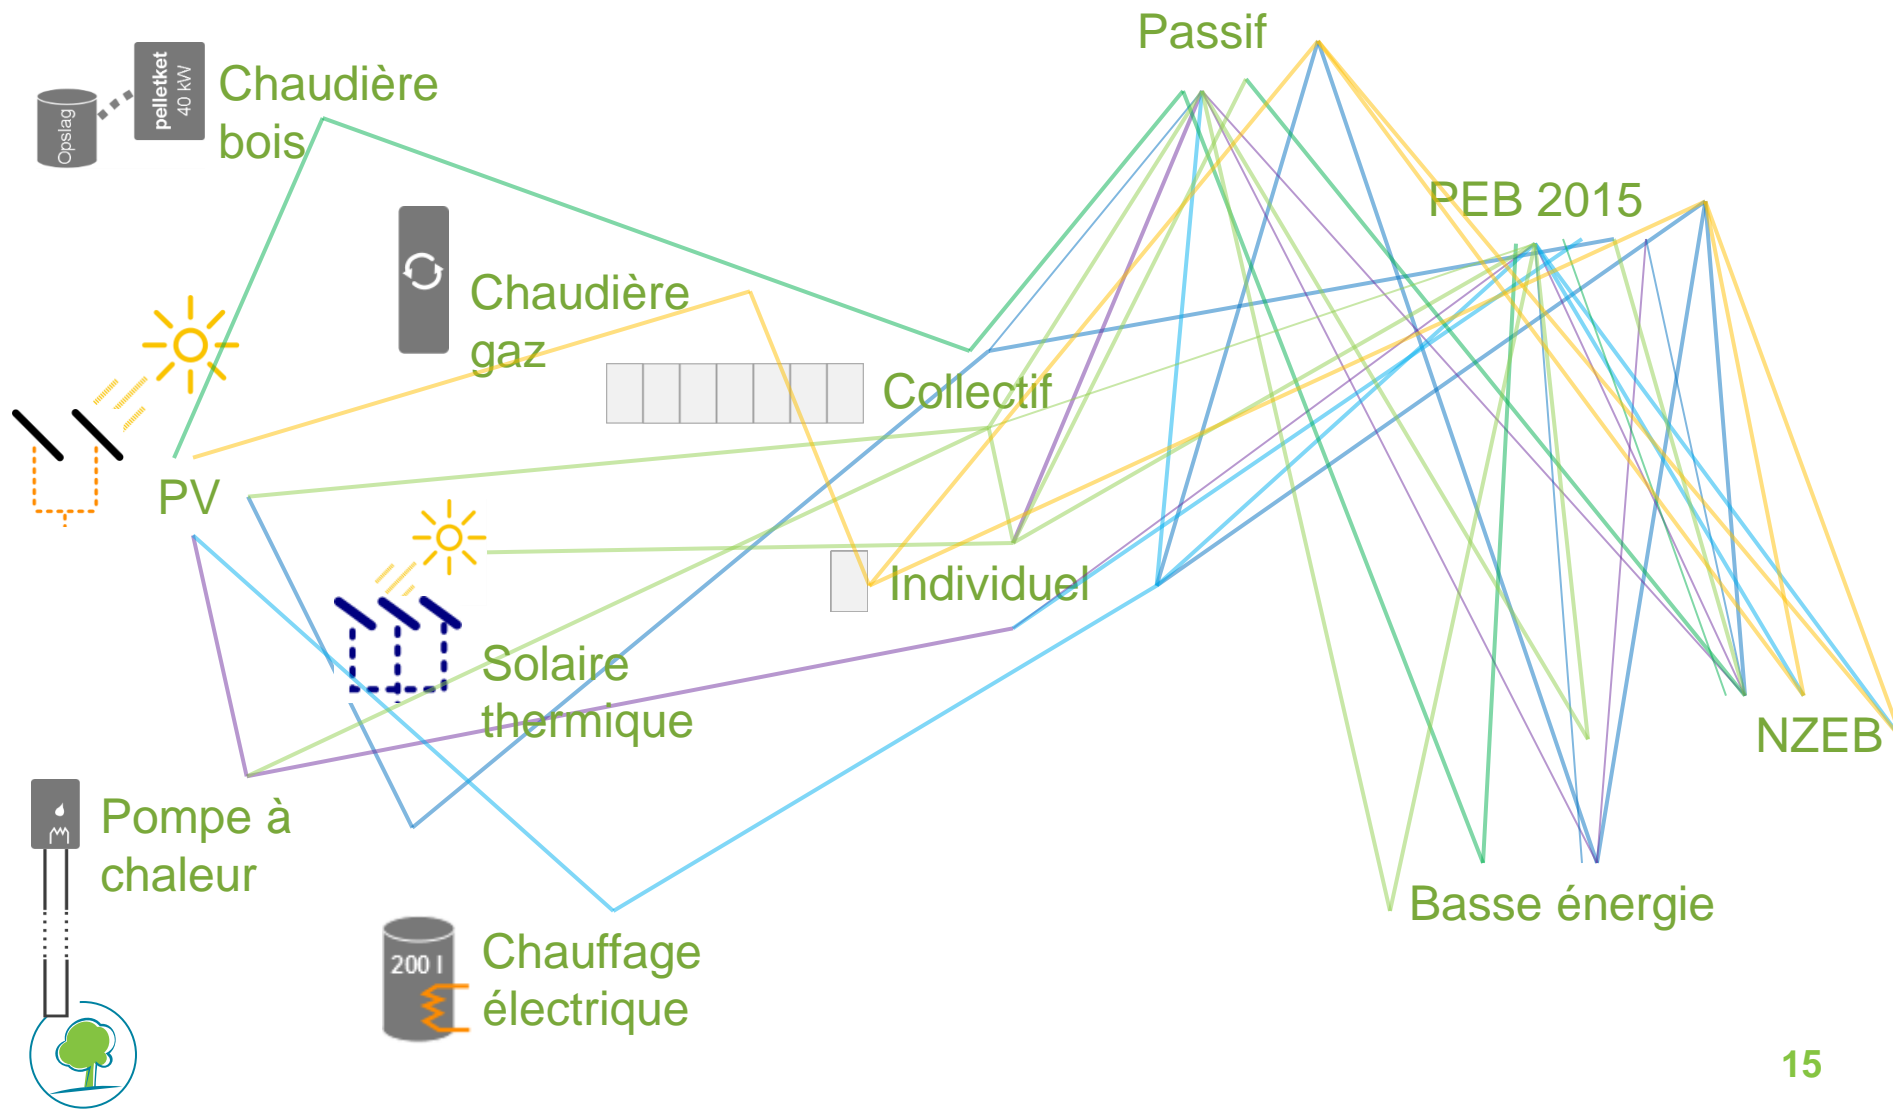 Passif
Opslag
pelletket
40 kW
Chaudière
bois
PEB 2015
Chaudière
gaz
Collectif
PV
Individuel
Solaire
thermique
NZEB
Pompe à
chaleur
Basse énergie
200 l
Chauffage
électrique
15